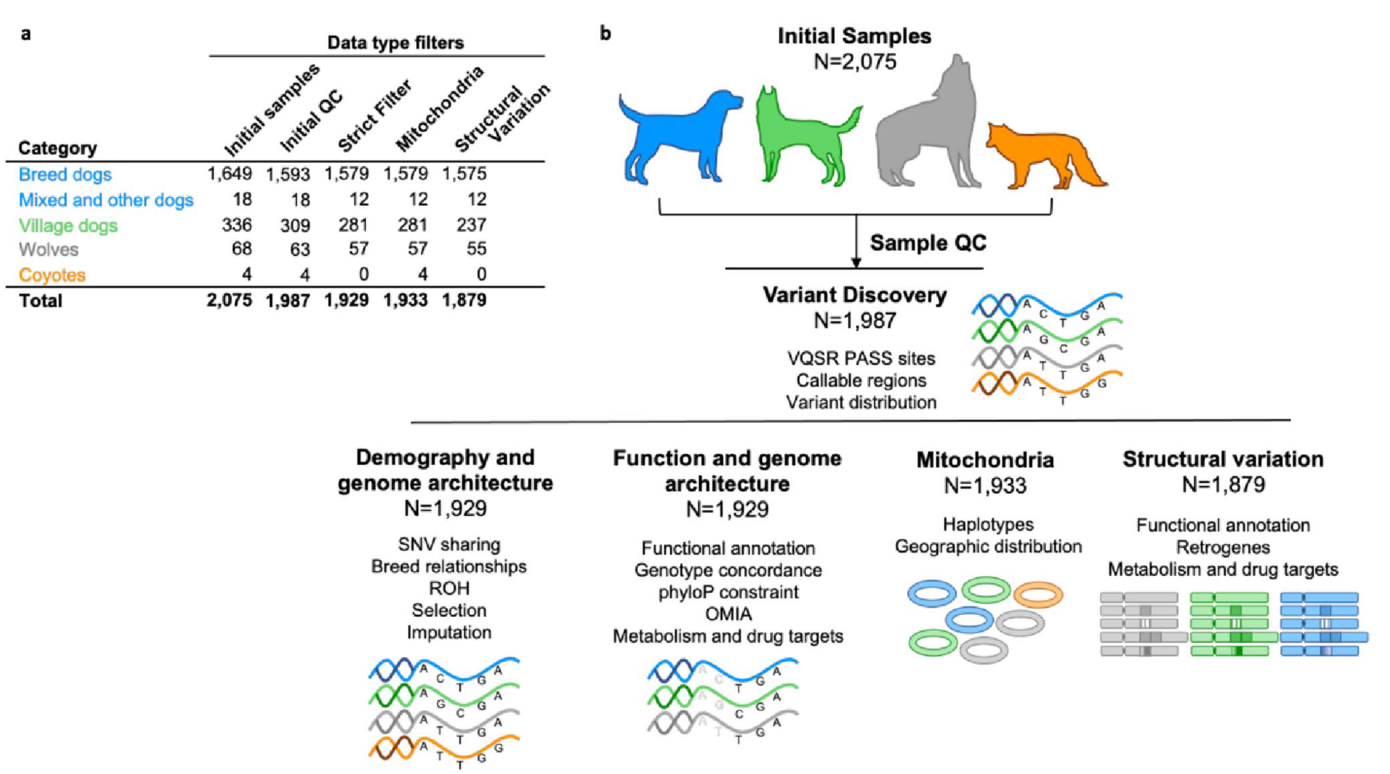 a
Data type filters
Category
Initial samples
Initial QC
Strict Filter
Mitochondria
Structural
Variation
Breed dogs 1,649 1,593 1,579 1,579 1,575
Mixed and other dogs 18 18 12 12 12
Village dogs 336 309 281 281 237
Wolves 68 63 57 57 55
Coyotes 4 4 0 4 0
Total 2,075 1,987 1,929 1,933 1,879
b
Initial Samples
N=2,075
Sample QC
Variant Discovery
N=1,987
VQSR PASS sites
Callable regions
Variant distribution
A C T G A
A G C G A
A T T G A
A T T G G
Demography and
genome architecture
N=1,929
SNV sharing
Breed relationships
ROH
Selection
Imputation
A C T G A
A G C G A
A T T G A
A T T G G
Function and genome
architecture
N=1,929
Functional annotation
Genotype concordance
phyloP constraint
OMIA
Metabolism and drug targets
A C T G A
A G C G A
A T T G A
Mitochondria
N=1,933
Haplotypes
Geographic distribution
Structural variation
N=1,879
Functional annotation
Retrogenes
Metabolism and drug targets